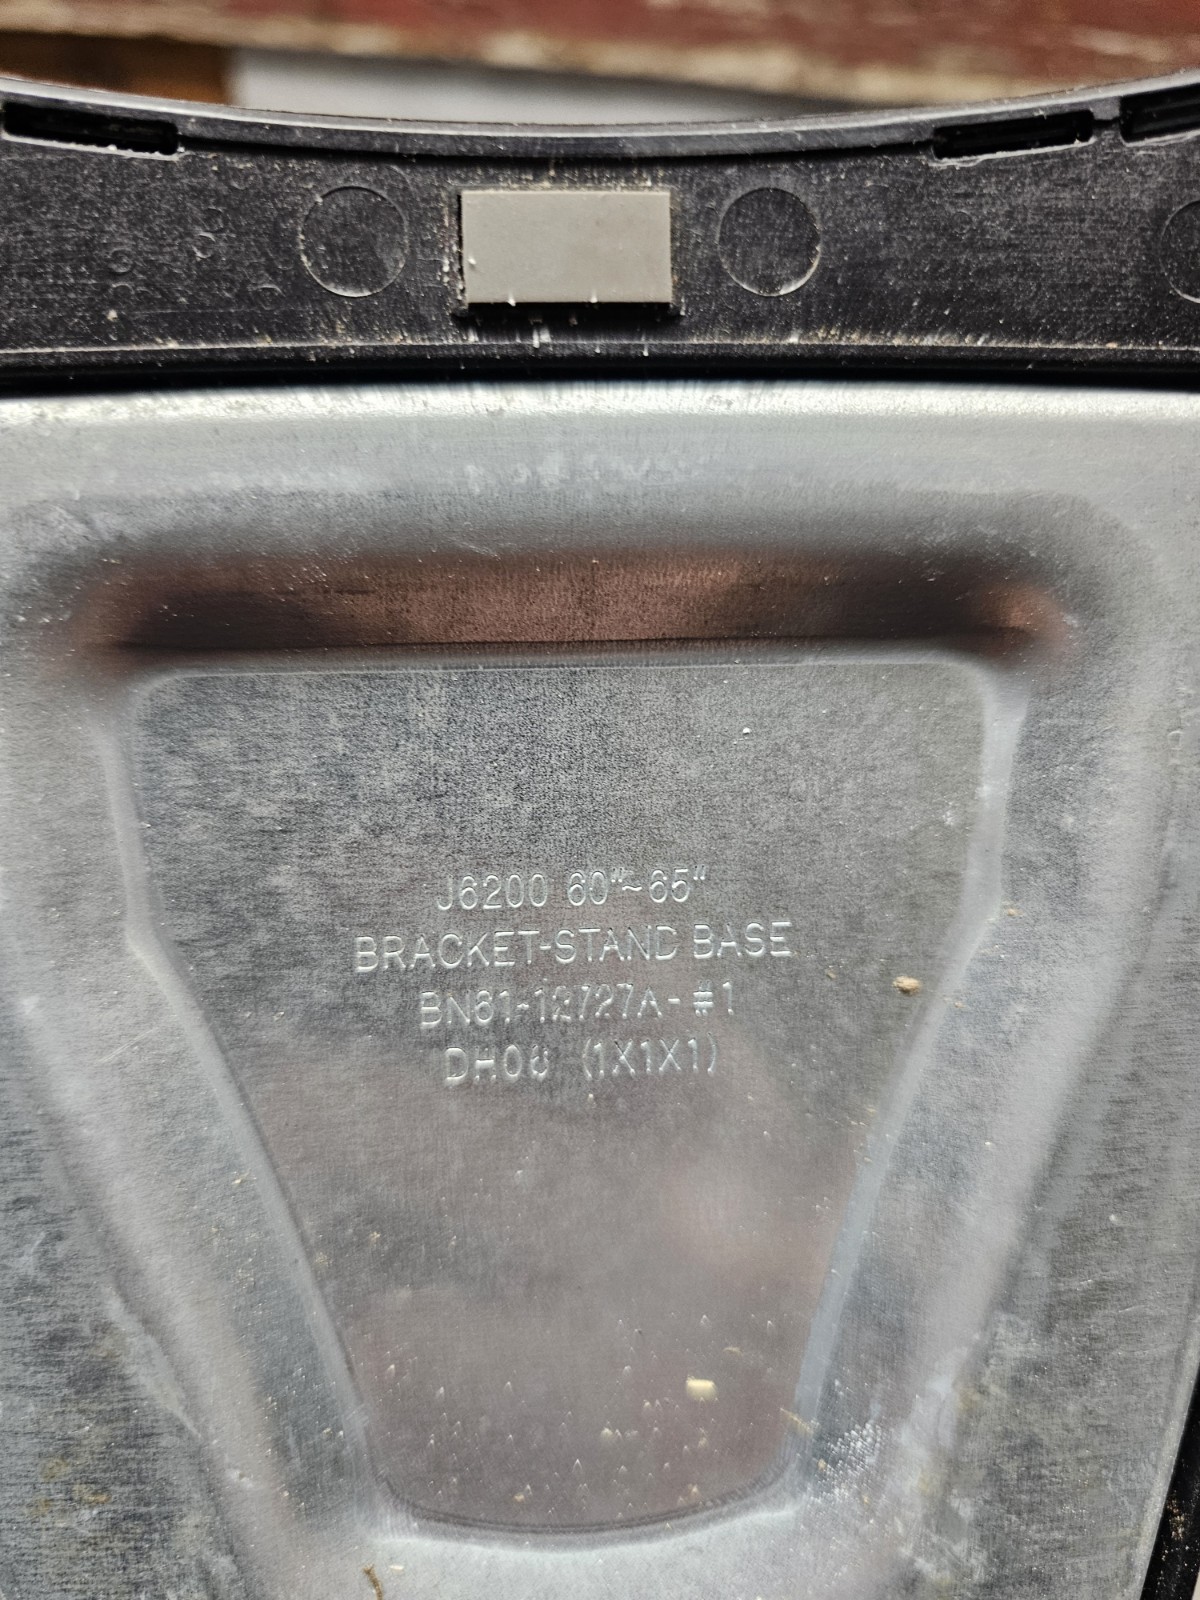 J6200 60"~65"
BRACKET-STAND BASE
BN61-12727A-#1
DH08 (1X1X1)